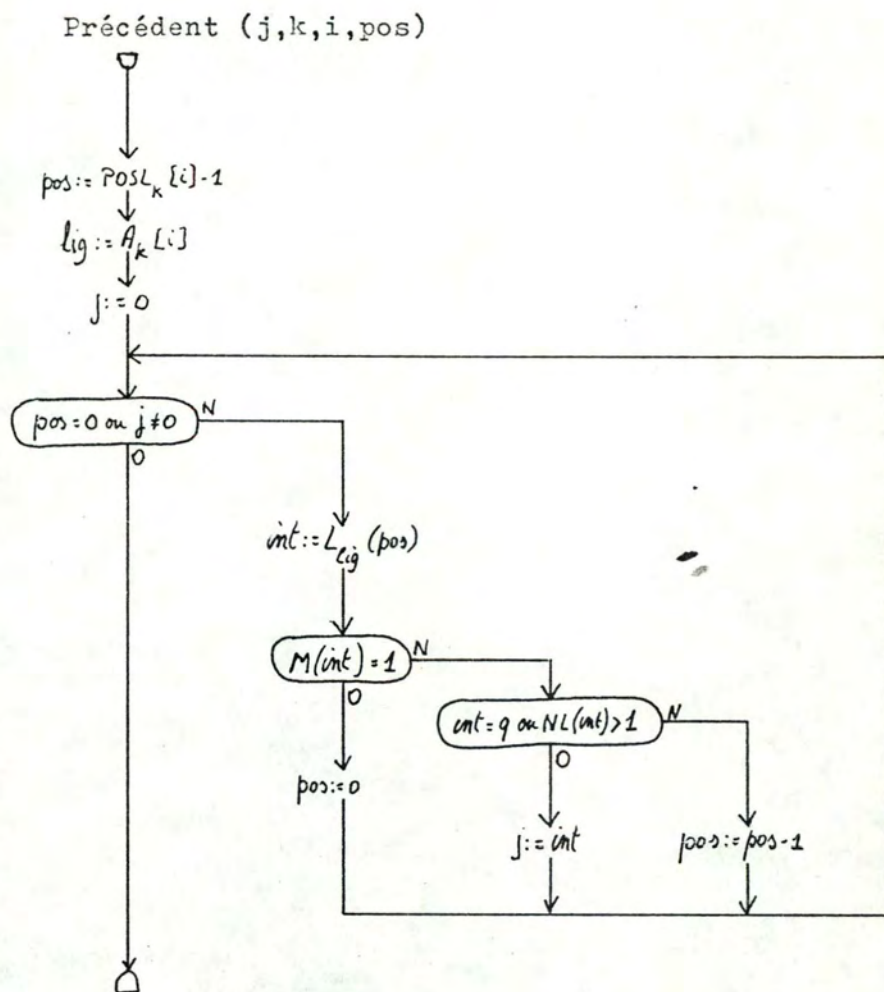 Précédent (j,k,i,pos)
pos := POSL_k [i]-1
lig := A_k [i]
j := 0
pos=0 ou j≠0
N
O
int := L_lig (pos)
M(int) = 1
N
O
int = q ou NL(int)>1
N
O
pos := 0
j := int
pos := pos-1